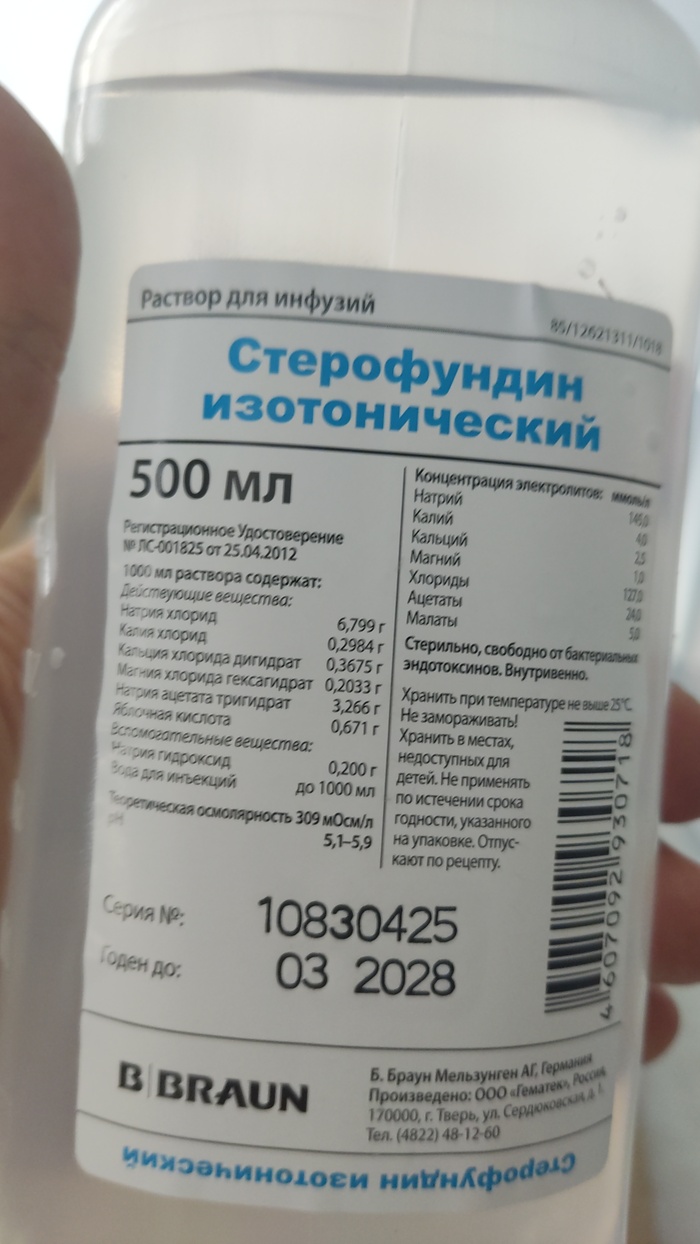 Раствор для инфузий
85/12621311/1018
Стерофундин
изотонический
500 мл
Регистрационное Удостоверение
№ ЛС-001825 от 25.04.2012
1000 мл раствора содержат:
Действующие вещества:
Натрия хлорид 6,799 г
Калия хлорид 0,2984 г
Кальция хлорида дигидрат 0,3675 г
Магния хлорида гексагидрат 0,2033 г
Натрия ацетата тригидрат 3,266 г
Яблочная кислота 0,671 г
Вспомогательные вещества:
Натрия гидроксид 0,200 г
Вода для инъекций до 1000 мл
Теоретическая осмолярность 309 мОсм/л
pH 5,1–5,9
Концентрация электролитов: ммоль/л
Натрий 145,0
Калий 4,0
Кальций 2,5
Магний 1,0
Хлориды 127,0
Ацетаты 24,0
Малаты 5,0
Стерильно, свободно от бактериальных
эндотоксинов. Внутривенно.
Хранить при температуре не выше 25°C.
Не замораживать!
Хранить в местах,
недоступных для
детей. Не применять
по истечении срока
годности, указанного
на упаковке. Отпус-
кают по рецепту.
4 607092 930718
Серия №: 10830425
Годен до: 03 2028
B|BRAUN
Б. Браун Мельзунген АГ, Германия
Произведено: ООО «Гематек», Россия,
170000, г. Тверь, ул. Сердюковская, д. 1.
Тел. (4822) 48-12-60
Стерофундин изотонический